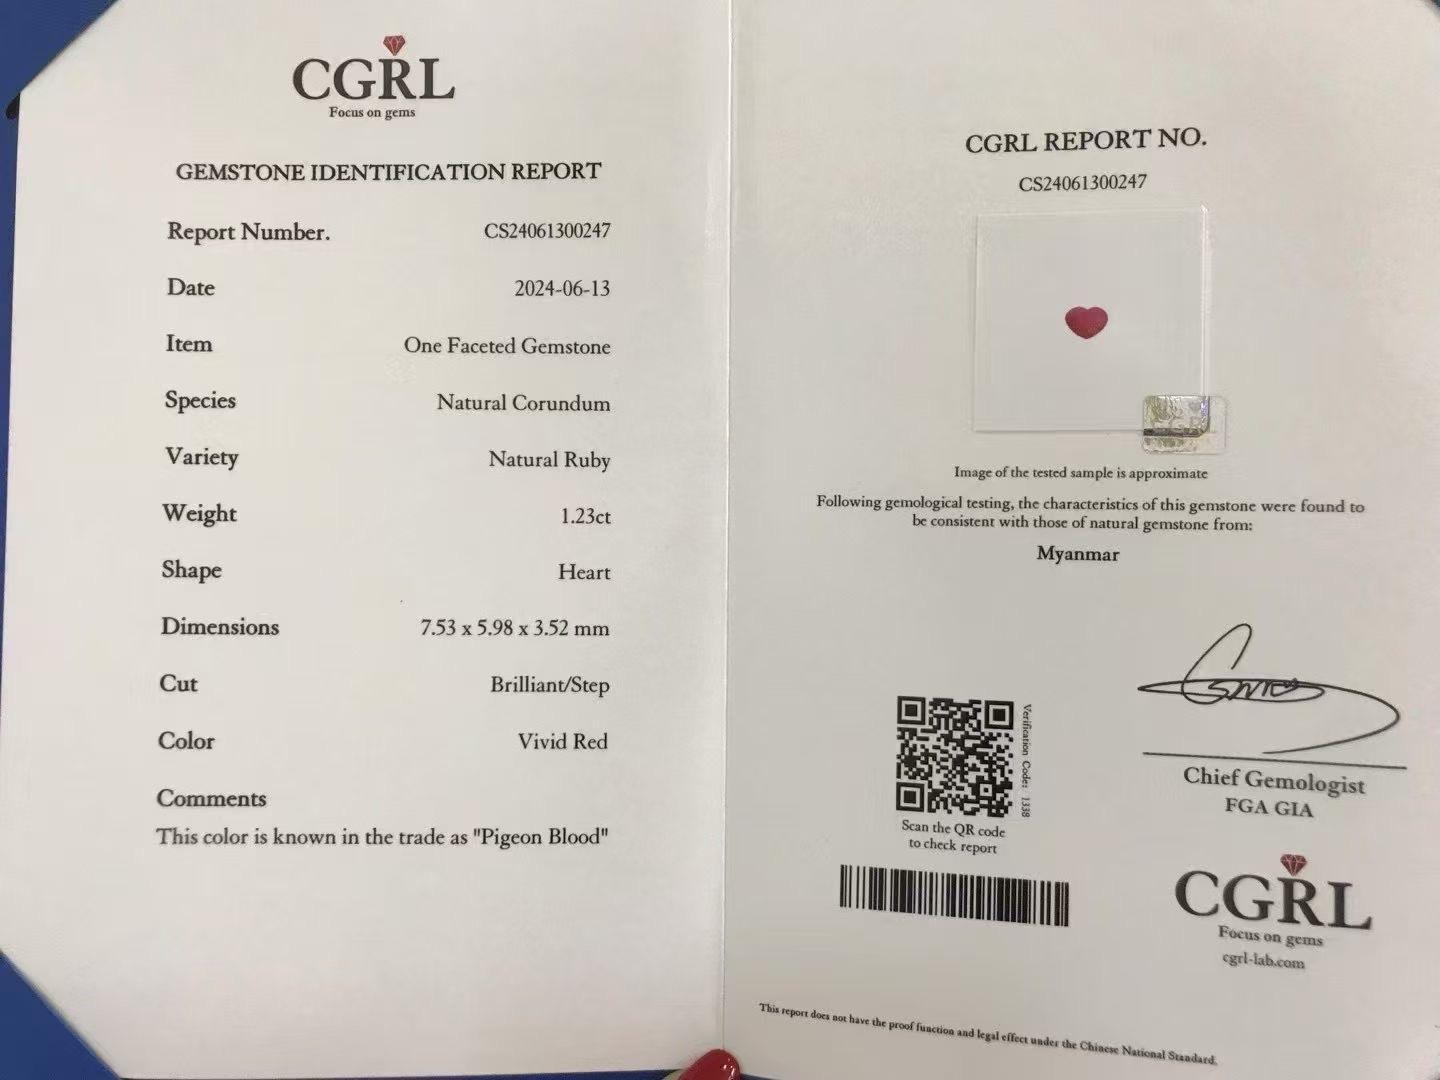 CGRL
Focus on gems
GEMSTONE IDENTIFICATION REPORT
Report Number. CS24061300247
Date 2024-06-13
Item One Faceted Gemstone
Species Natural Corundum
Variety Natural Ruby
Weight 1.23ct
Shape Heart
Dimensions 7.53 x 5.98 x 3.52 mm
Cut Brilliant/Step
Color Vivid Red
Comments
This color is known in the trade as "Pigeon Blood"
CGRL REPORT NO.
CS24061300247
Image of the tested sample is approximate
Following gemological testing, the characteristics of this gemstone were found to
be consistent with those of natural gemstone from:
Myanmar
Verification Code: 1338
Scan the QR code
to check report
Chief Gemologist
FGA GIA
CGRL
Focus on gems
cgrl-lab.com
This report does not have the proof function and legal effect under the Chinese National Standard.